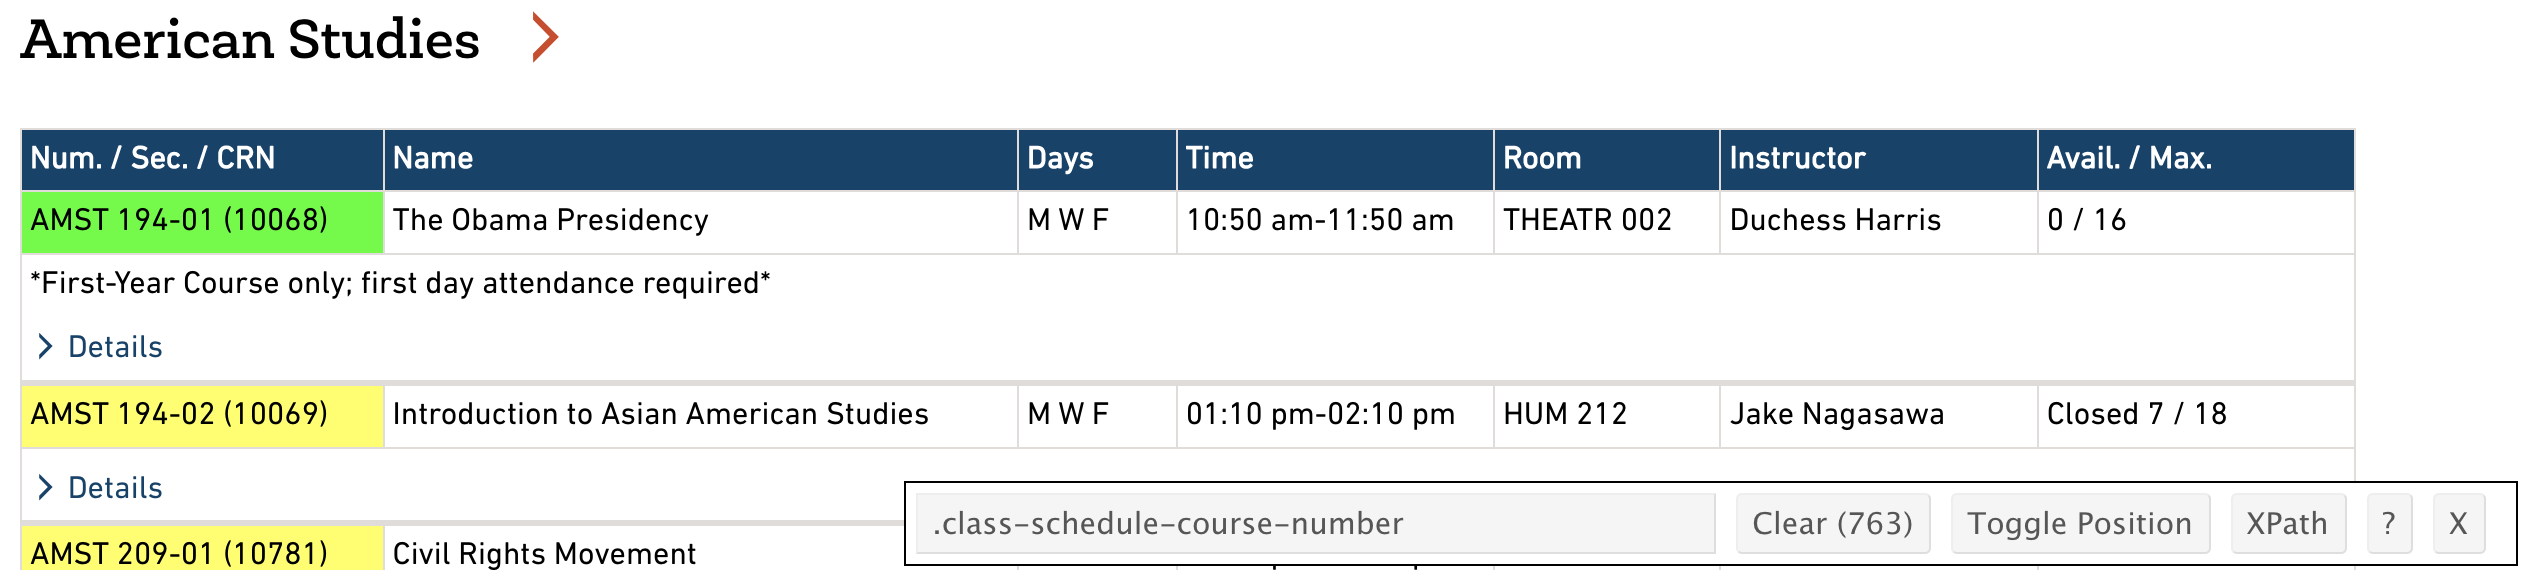 American Studies
Num. / Sec. / CRN Name Days Time Room Instructor Avail. / Max.
AMST 194-01 (10068) The Obama Presidency M W F 10:50 am-11:50 am THEATR 002 Duchess Harris 0 / 16
*First-Year Course only; first day attendance required*
Details
AMST 194-02 (10069) Introduction to Asian American Studies M W F 01:10 pm-02:10 pm HUM 212 Jake Nagasawa Closed 7 / 18
Details
.class-schedule-course-number Clear (763) Toggle Position XPath ? X
AMST 209-01 (10781) Civil Rights Movement